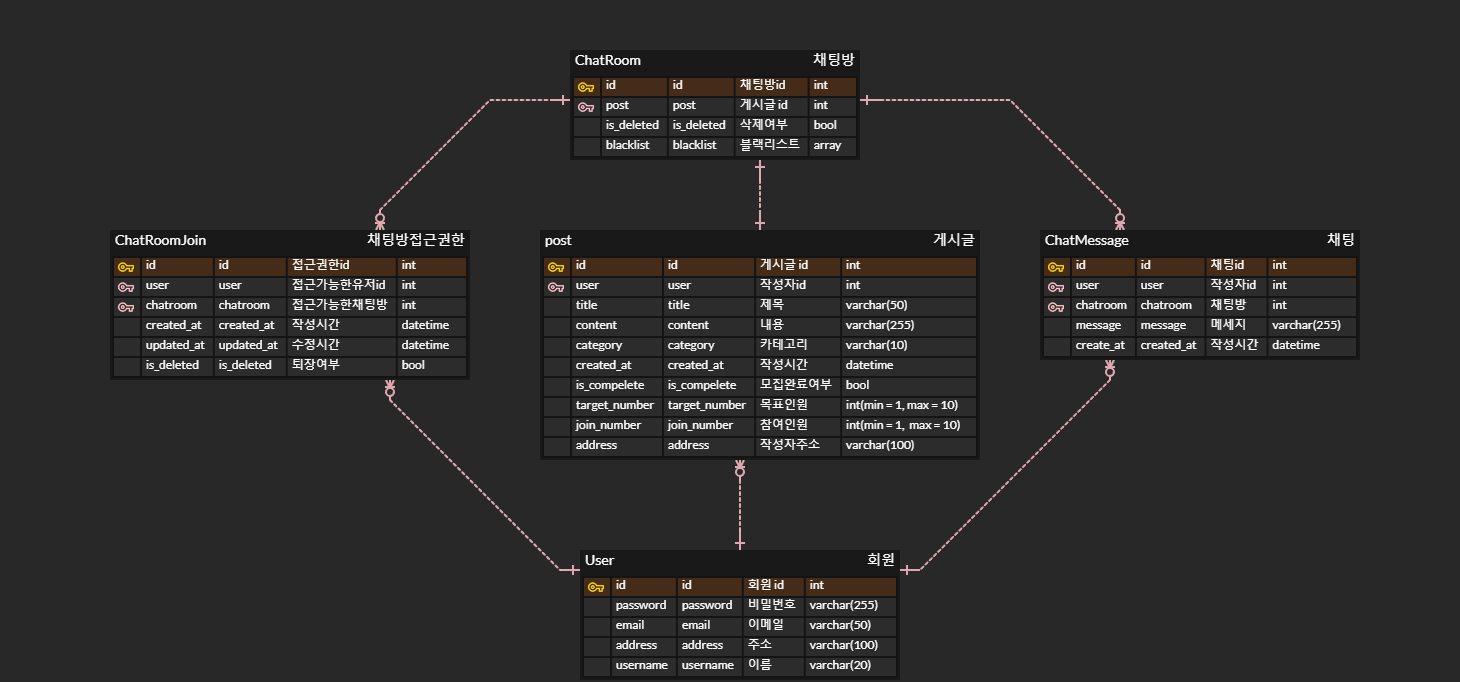 ChatRoom 채팅방
id id 채팅방id int
post post 게시글 id int
is_deleted is_deleted 삭제여부 bool
blacklist blacklist 블랙리스트 array
ChatRoomJoin 채팅방접근권한
id id 접근권한id int
user user 접근가능한유저id int
chatroom chatroom 접근가능한채팅방 int
created_at created_at 작성시간 datetime
updated_at updated_at 수정시간 datetime
is_deleted is_deleted 퇴장여부 bool
post 게시글
id id 게시글 id int
user user 작성자id int
title title 제목 varchar(50)
content content 내용 varchar(255)
category category 카테고리 varchar(10)
created_at created_at 작성시간 datetime
is_compelete is_compelete 모집완료여부 bool
target_number target_number 목표인원 int(min = 1, max = 10)
join_number join_number 참여인원 int(min = 1, max = 10)
address address 작성자주소 varchar(100)
ChatMessage 채팅
id id 채팅id int
user user 작성자id int
chatroom chatroom 채팅방 int
message message 메세지 varchar(255)
create_at created_at 작성시간 datetime
User 회원
id id 회원 id int
password password 비밀번호 varchar(255)
email email 이메일 varchar(50)
address address 주소 varchar(100)
username username 이름 varchar(20)